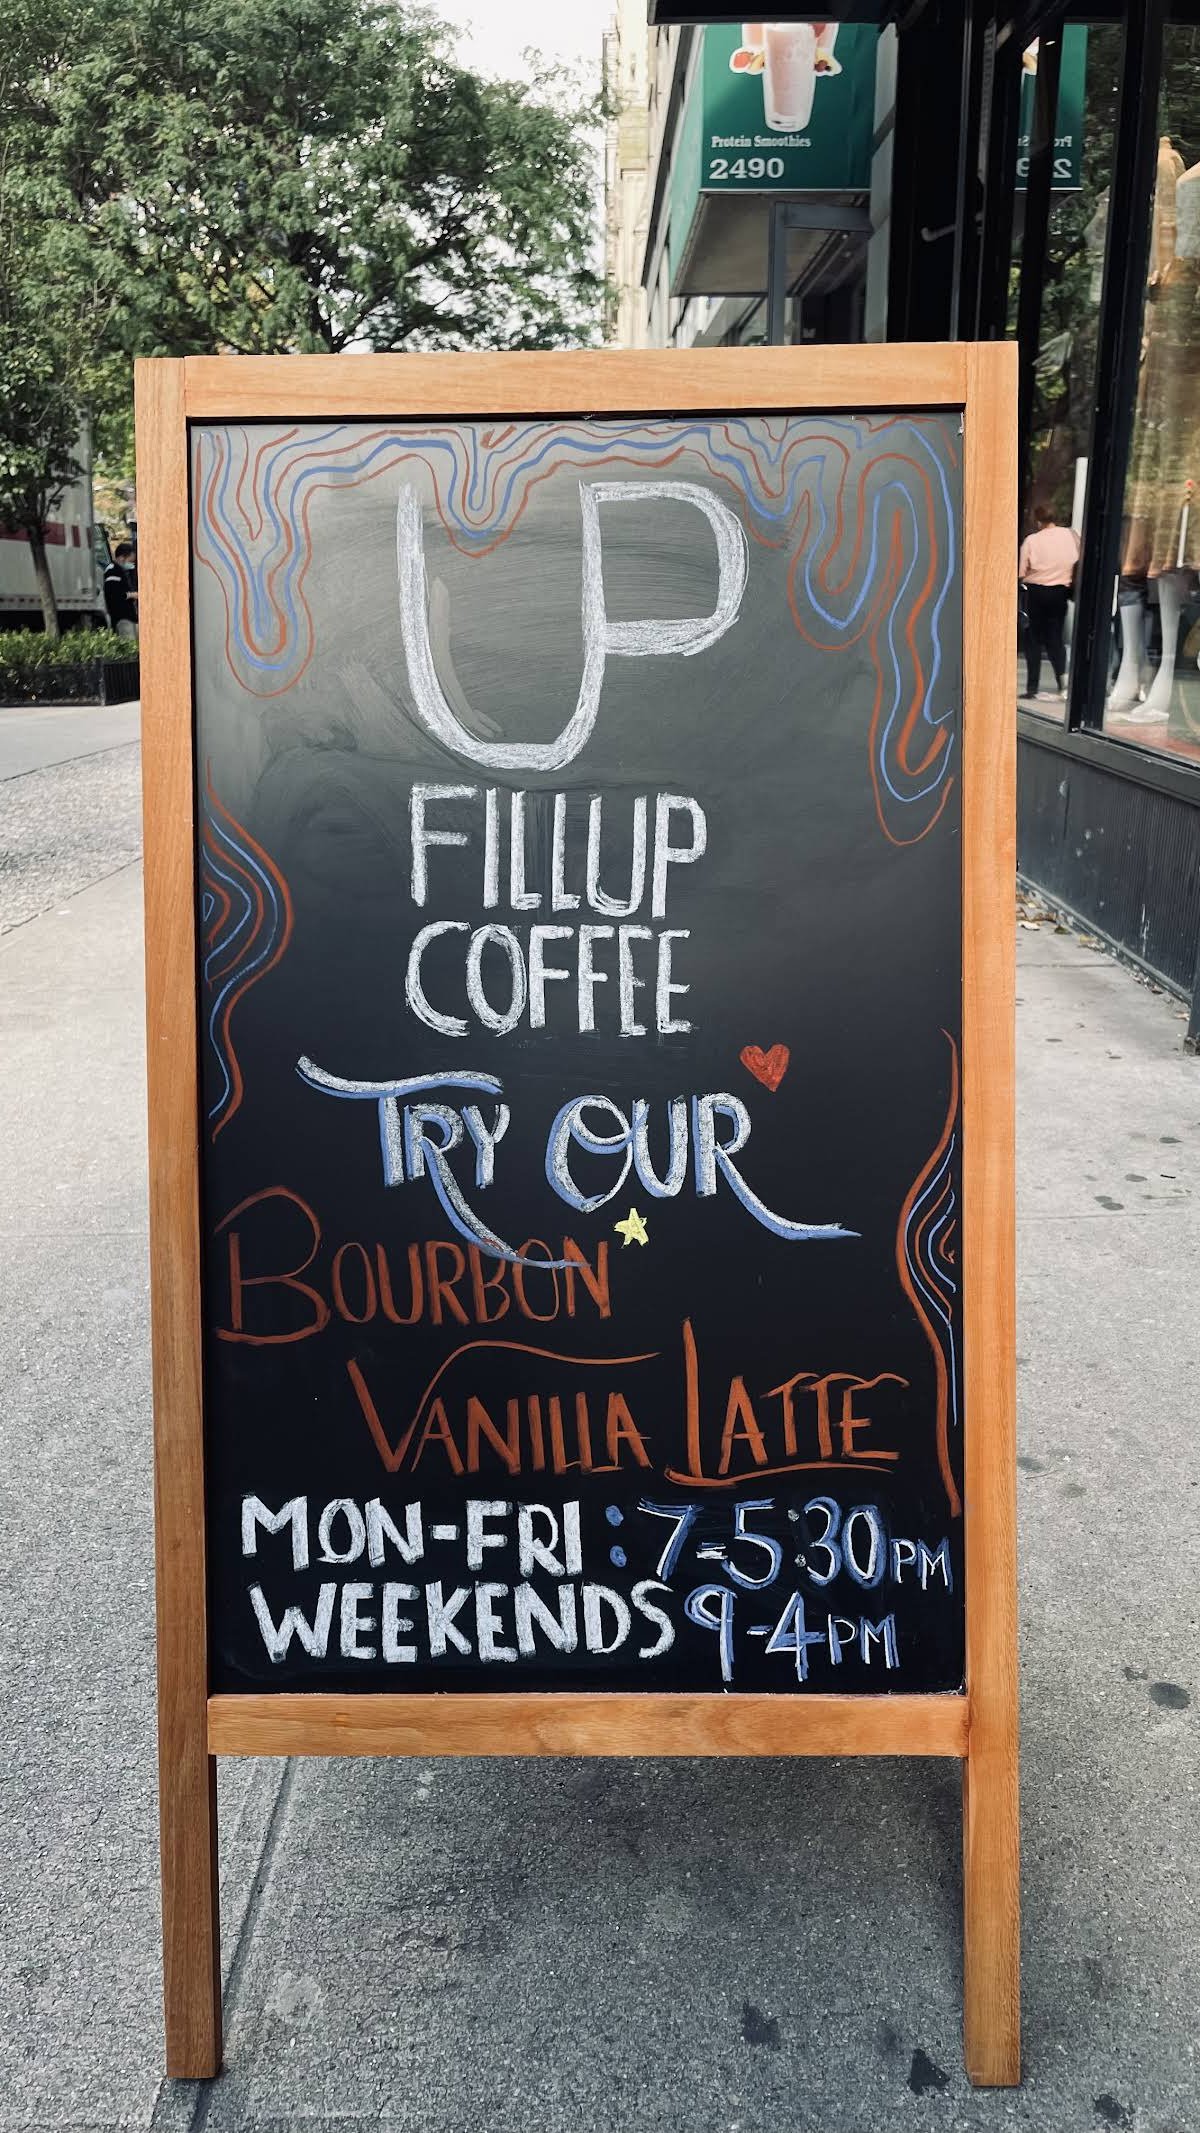 Protein Smoothies
2490
UP
FILLUP
COFFEE
TRY OUR
BOURBON
VANILLA LATTE
MON-FRI : 7-5:30PM
WEEKENDS 9-4PM